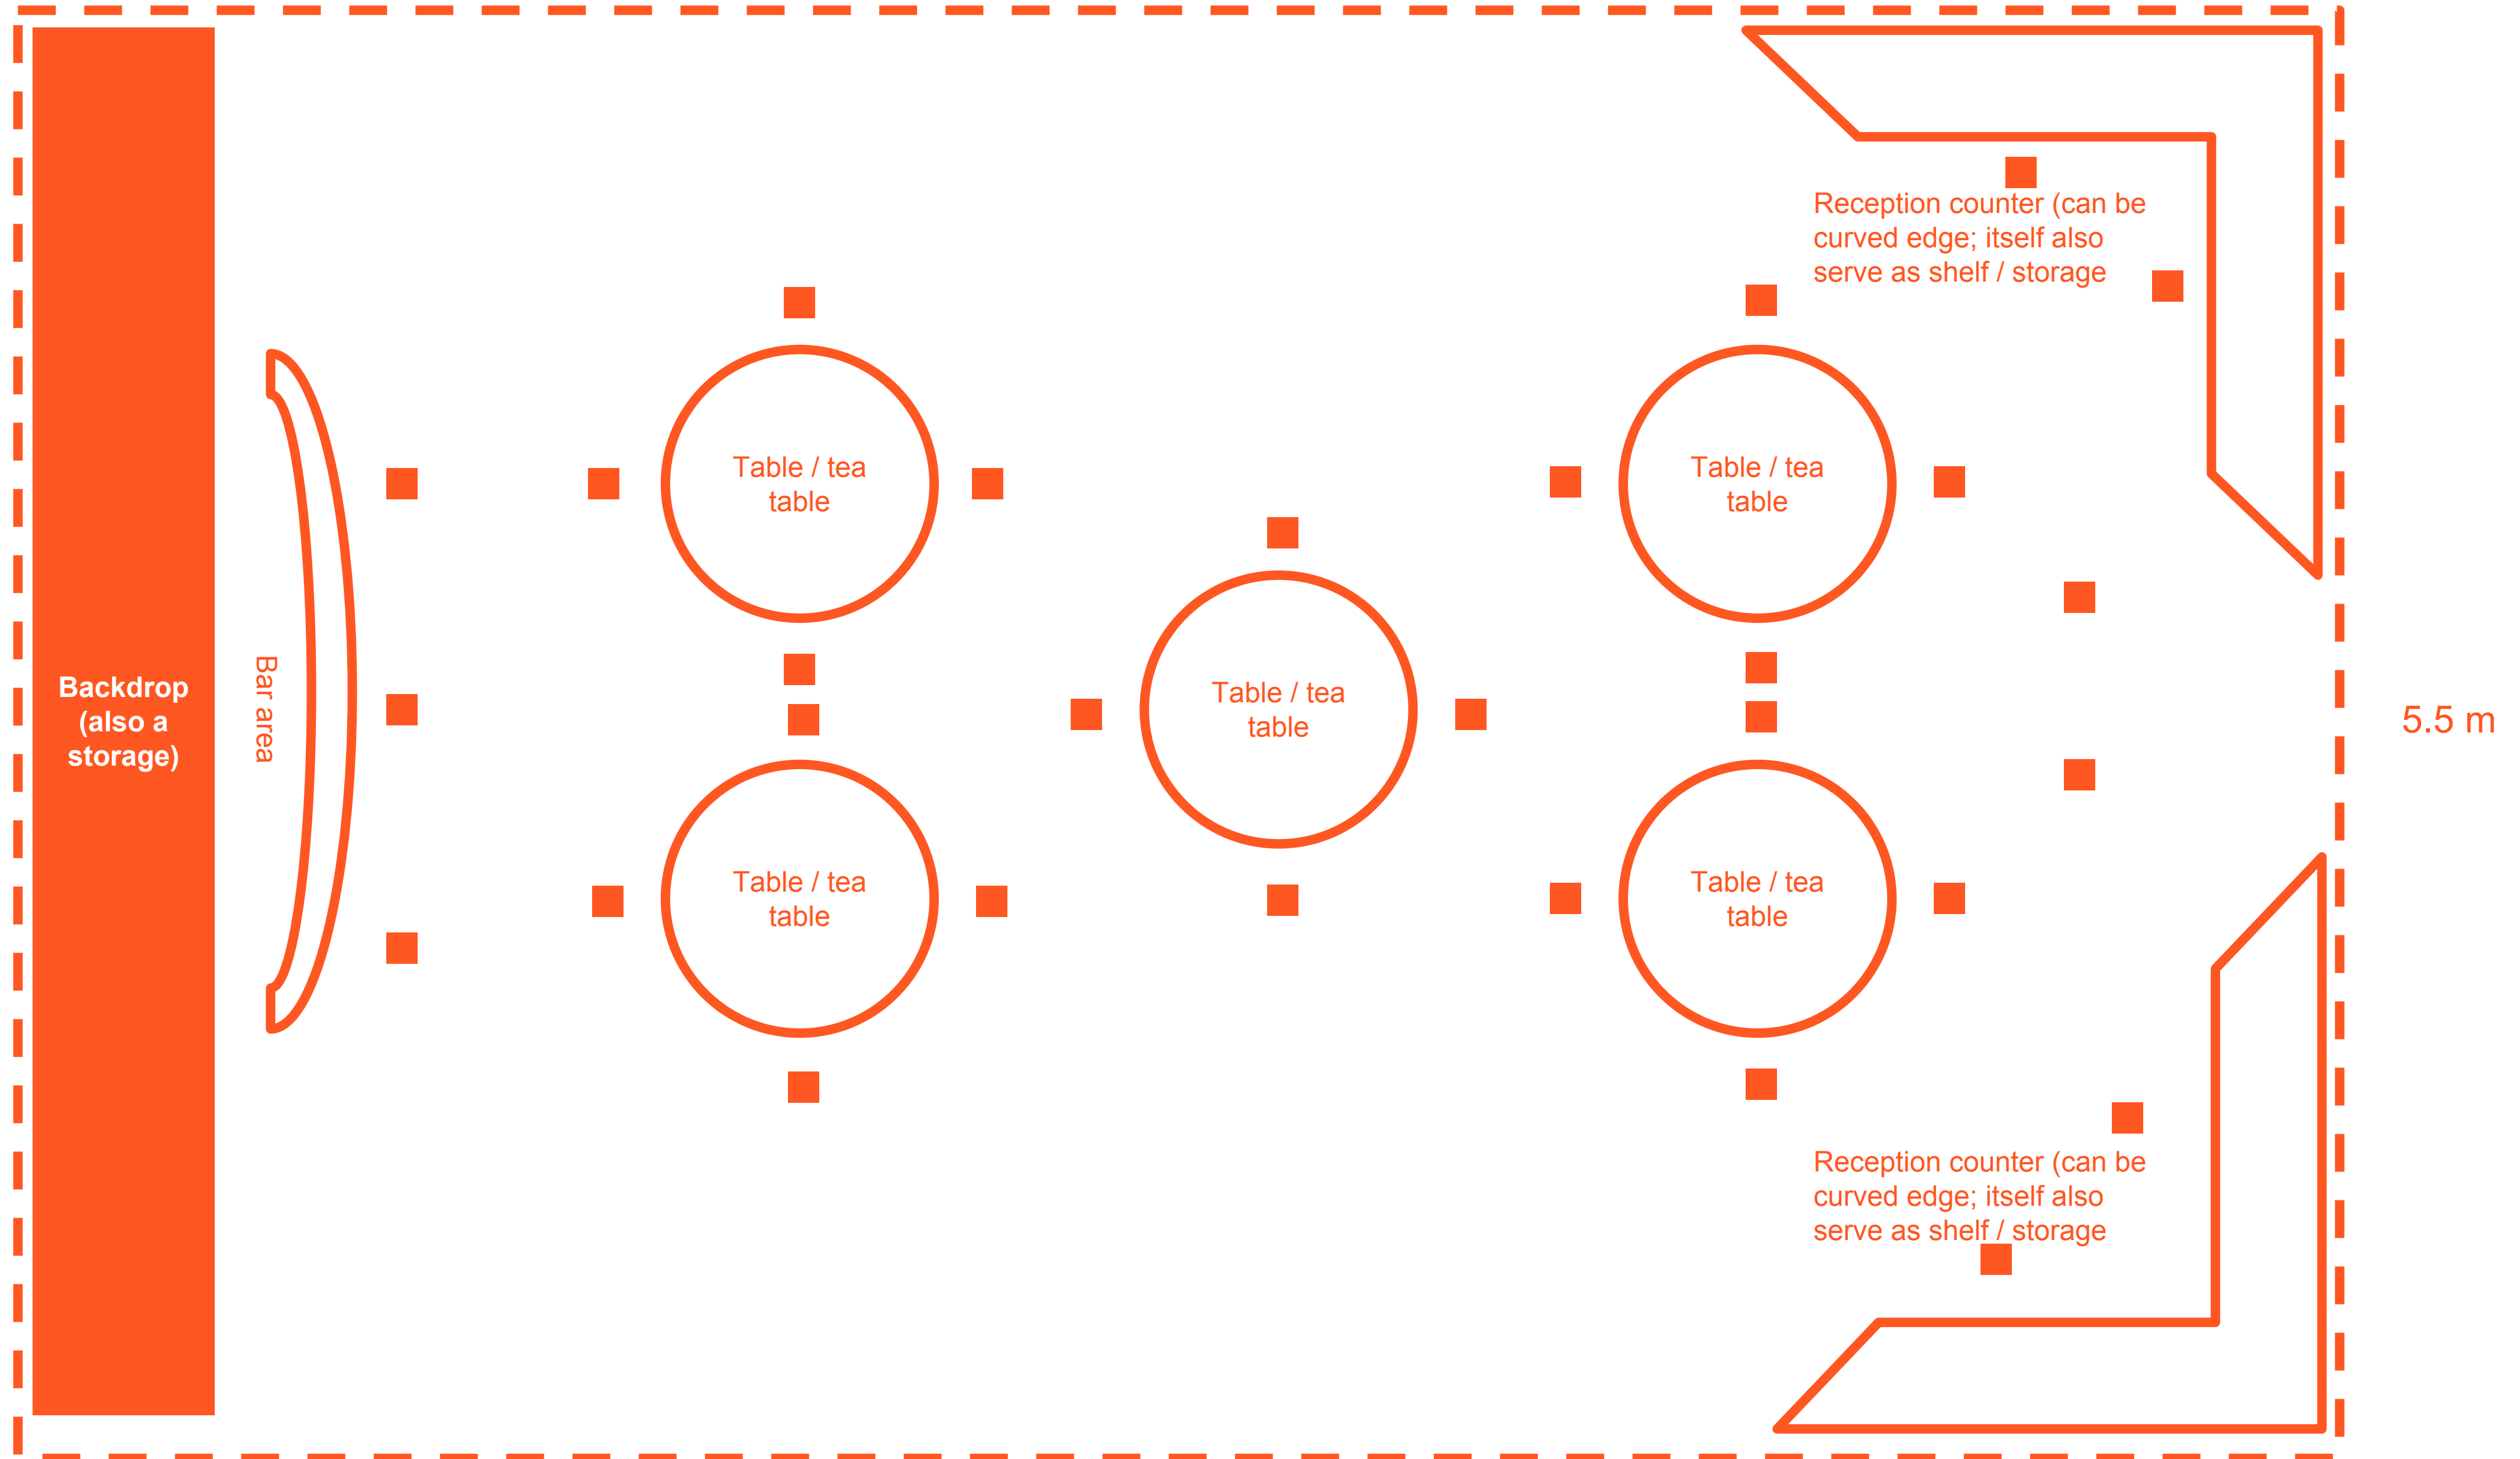 Reception counter (can be
curved edge; itself also
serve as shelf / storage
Table / tea
table
Table / tea
table
Backdrop
(also a
storage)
Bar area
Table / tea
table
5.5 m
Table / tea
table
Table / tea
table
Reception counter (can be
curved edge; itself also
serve as shelf / storage